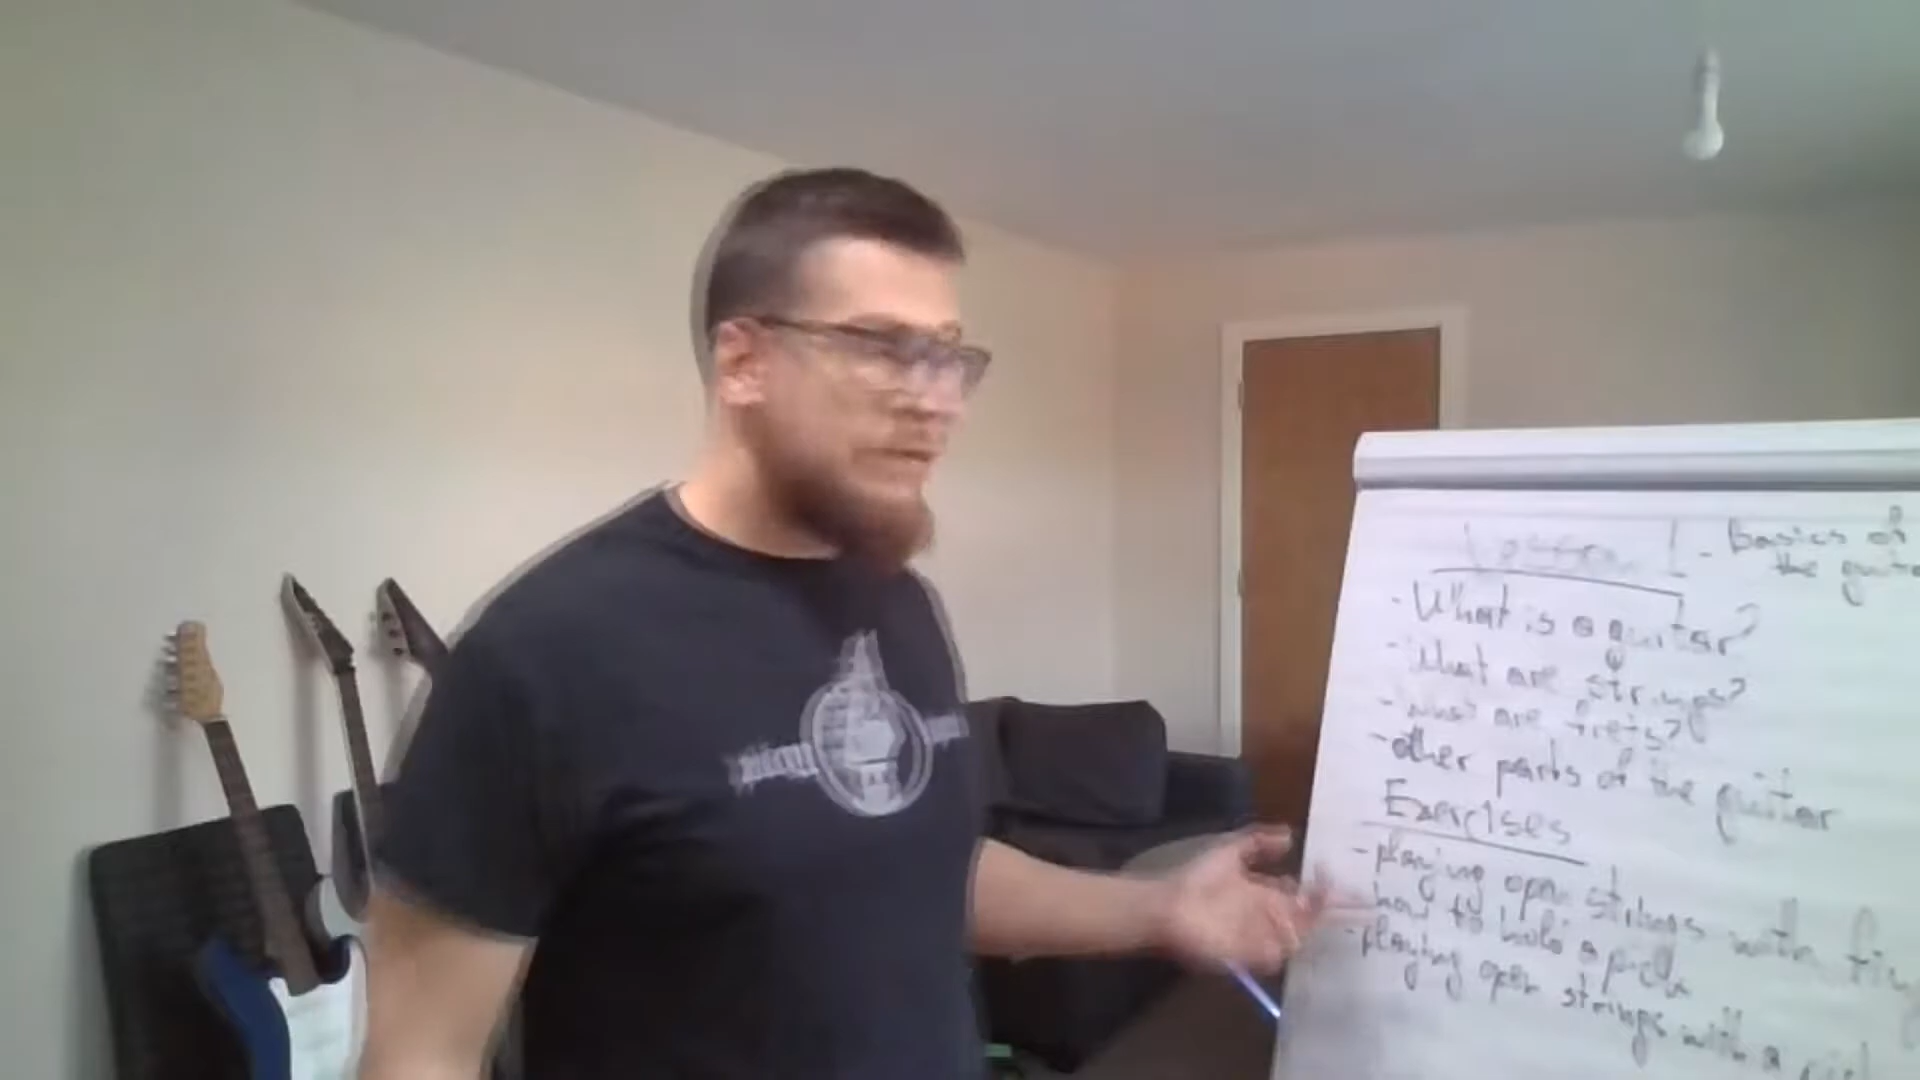 Lesson 1 - Basics of
the guitar
- What is a guitar?
- What are strings?
- What are frets?
- other parts of the guitar
Exercises
- playing open strings with
- how to hold a pick
- playing open strings with a pick